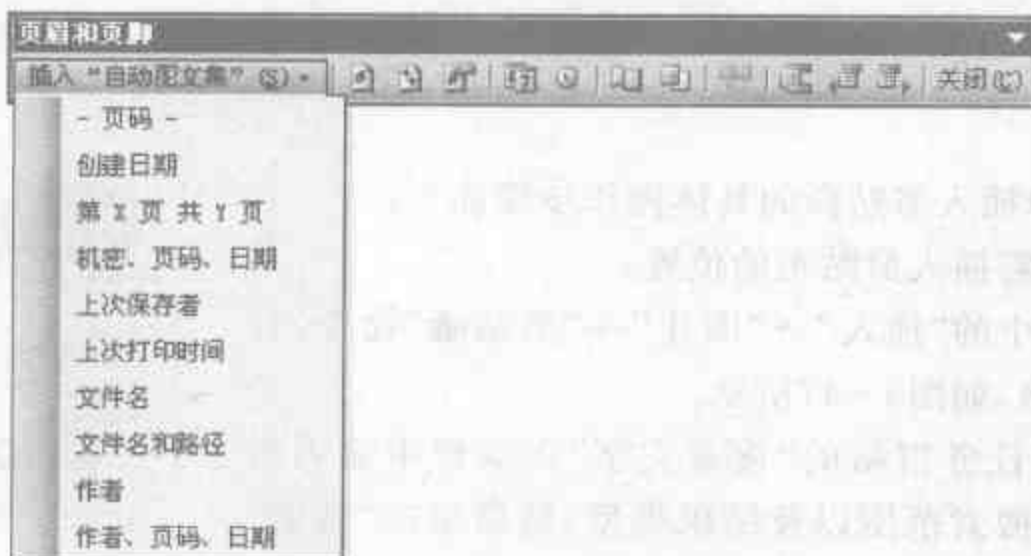 页眉和页脚
插入“自动图文集”(S) 关闭(C)
- 页码 -
创建日期
第 X 页 共 Y 页
机密、页码、日期
上次保存者
上次打印时间
文件名
文件名和路径
作者
作者、页码、日期